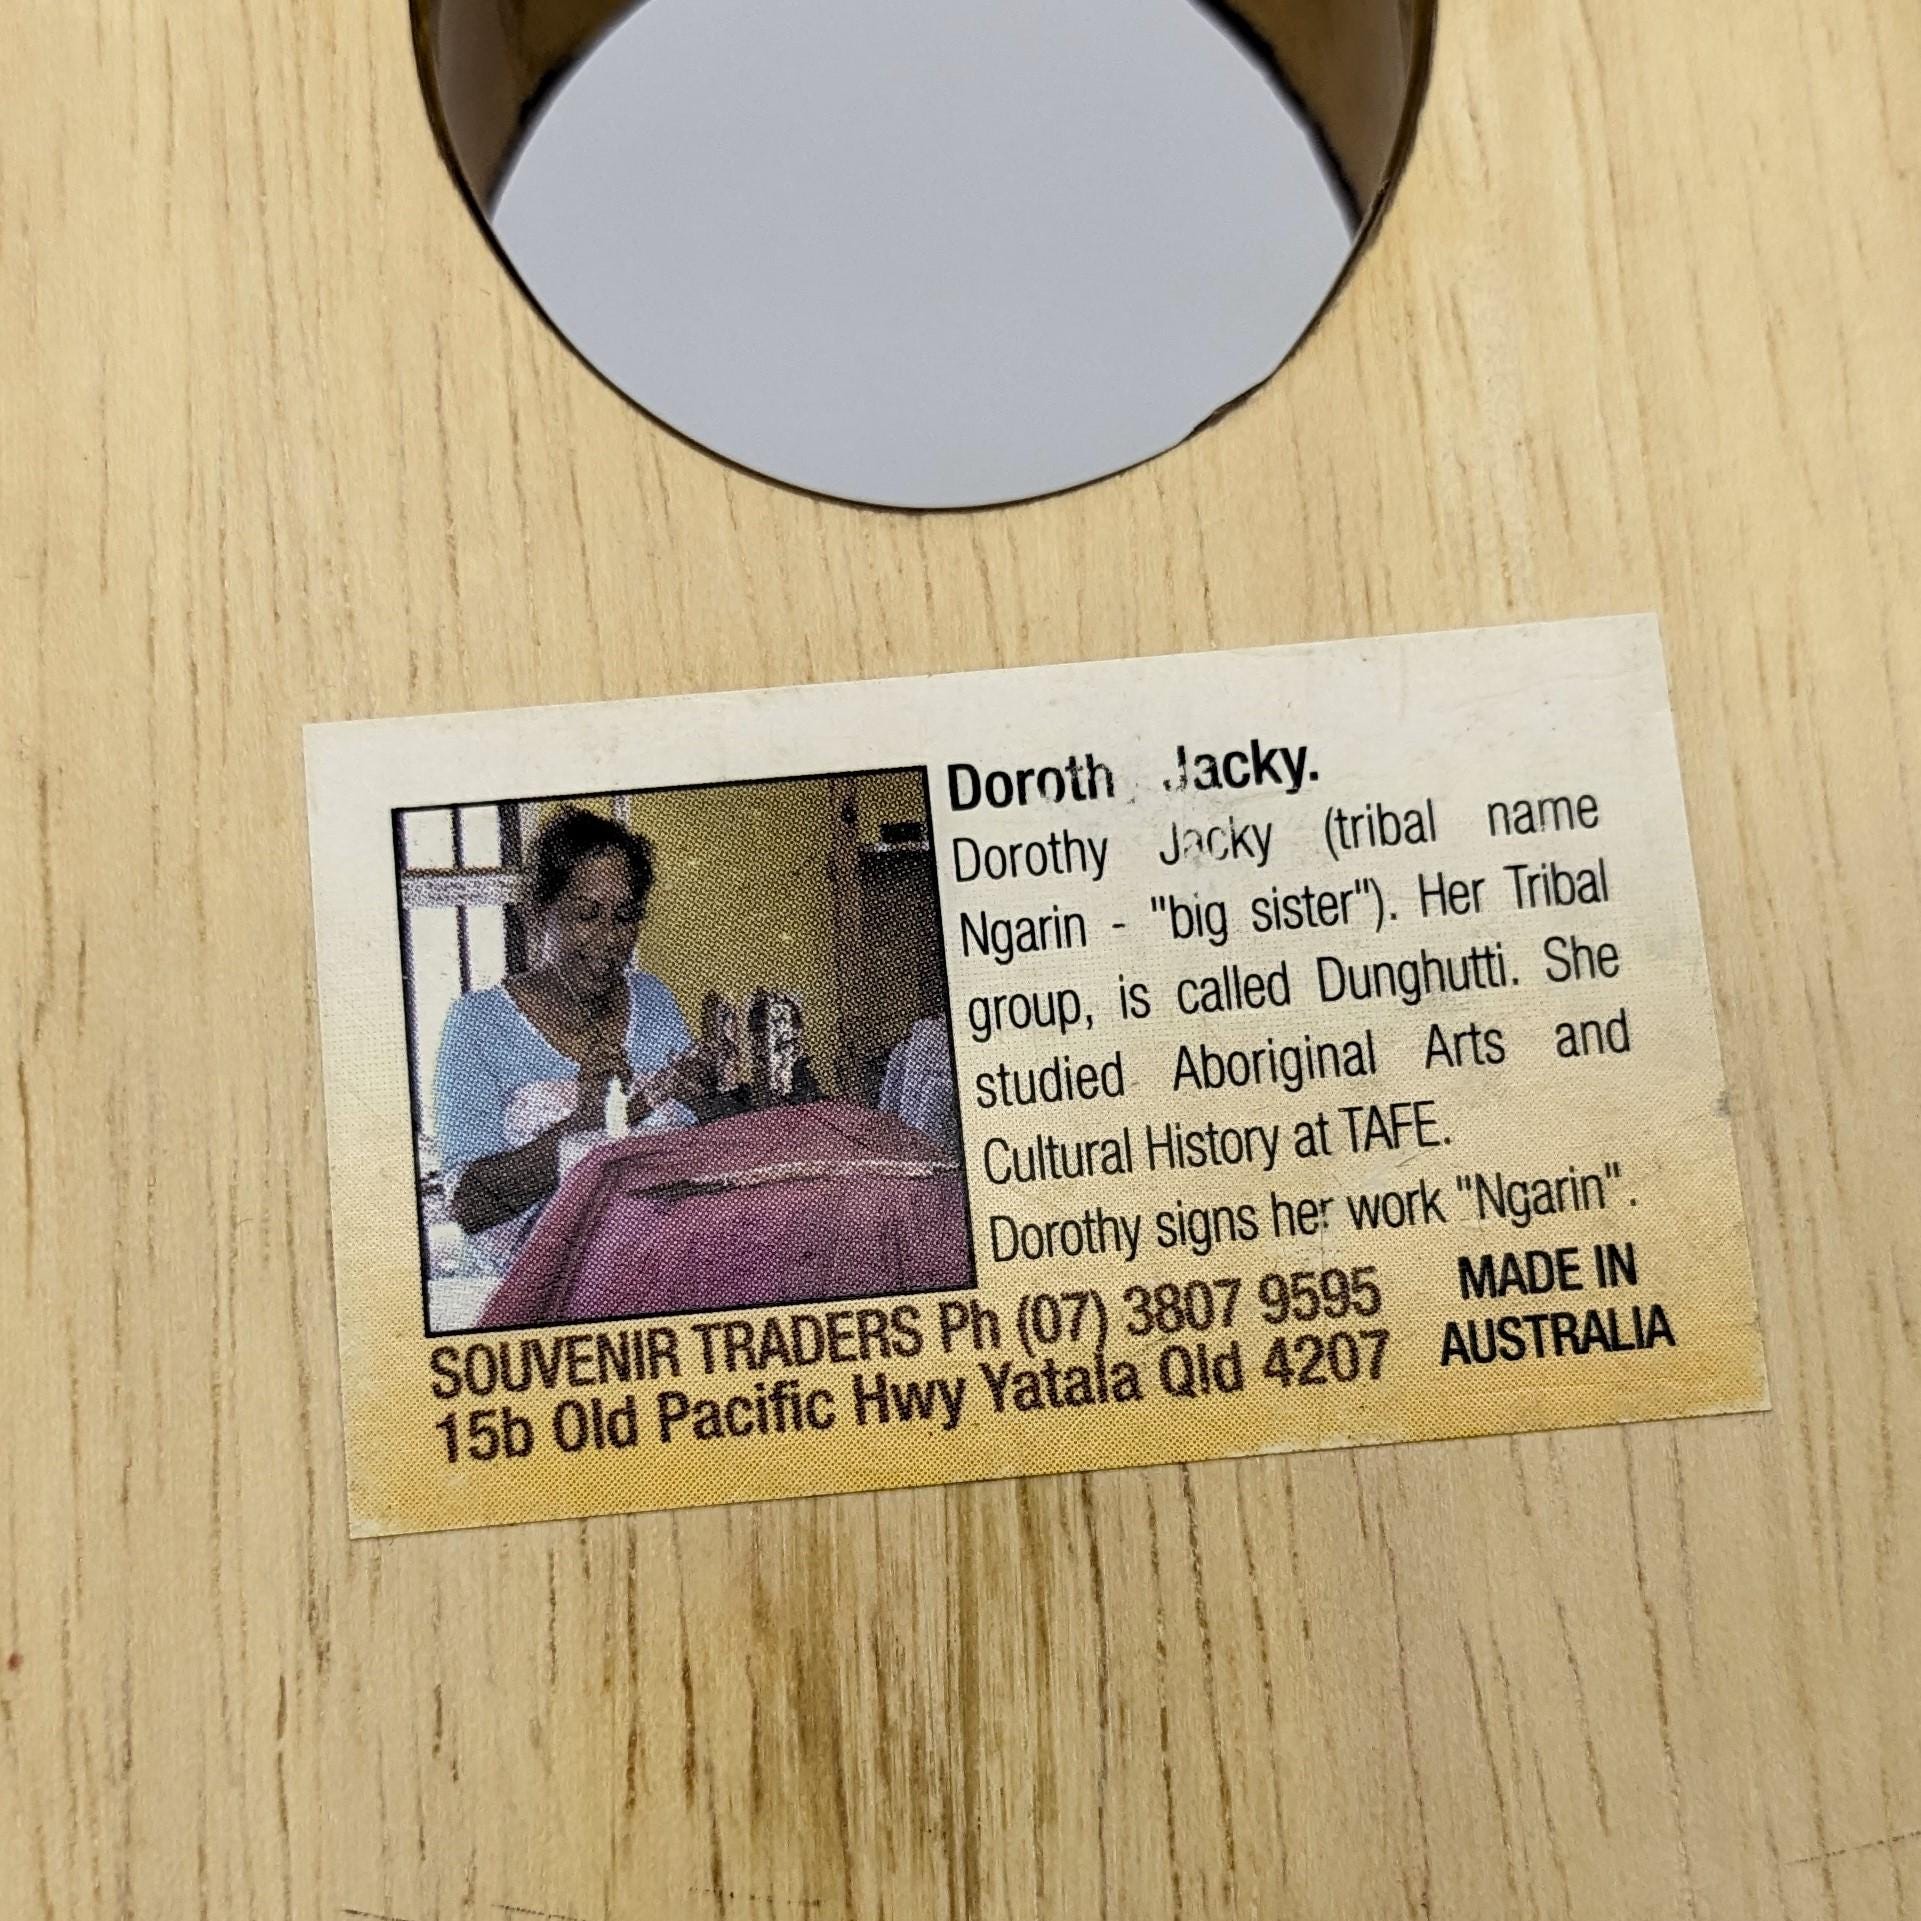 Doroth Jacky.
Dorothy Jacky (tribal name
Ngarin - "big sister"). Her Tribal
group, is called Dunghutti. She
studied Aboriginal Arts and
Cultural History at TAFE.
Dorothy signs her work "Ngarin".
SOUVENIR TRADERS Ph (07) 3807 9595
15b Old Pacific Hwy Yatala Qld 4207
MADE IN
AUSTRALIA